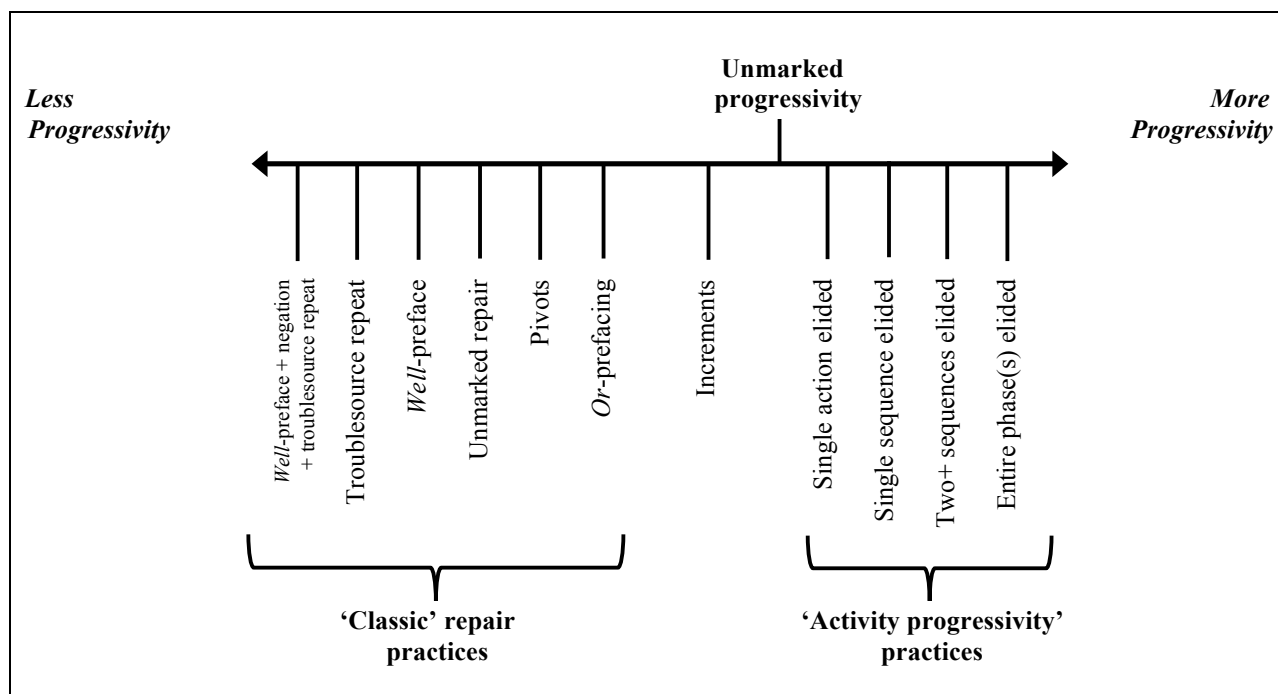 Unmarked
progressivity
Less
Progressivity
More
Progressivity
Well-preface + negation
+ troublesource repeat
Troublesource repeat
Well-preface
Unmarked repair
Pivots
Or-prefacing
Increments
Single action elided
Single sequence elided
Two+ sequences elided
Entire phase(s) elided
‘Classic’ repair
practices
‘Activity progressivity’
practices